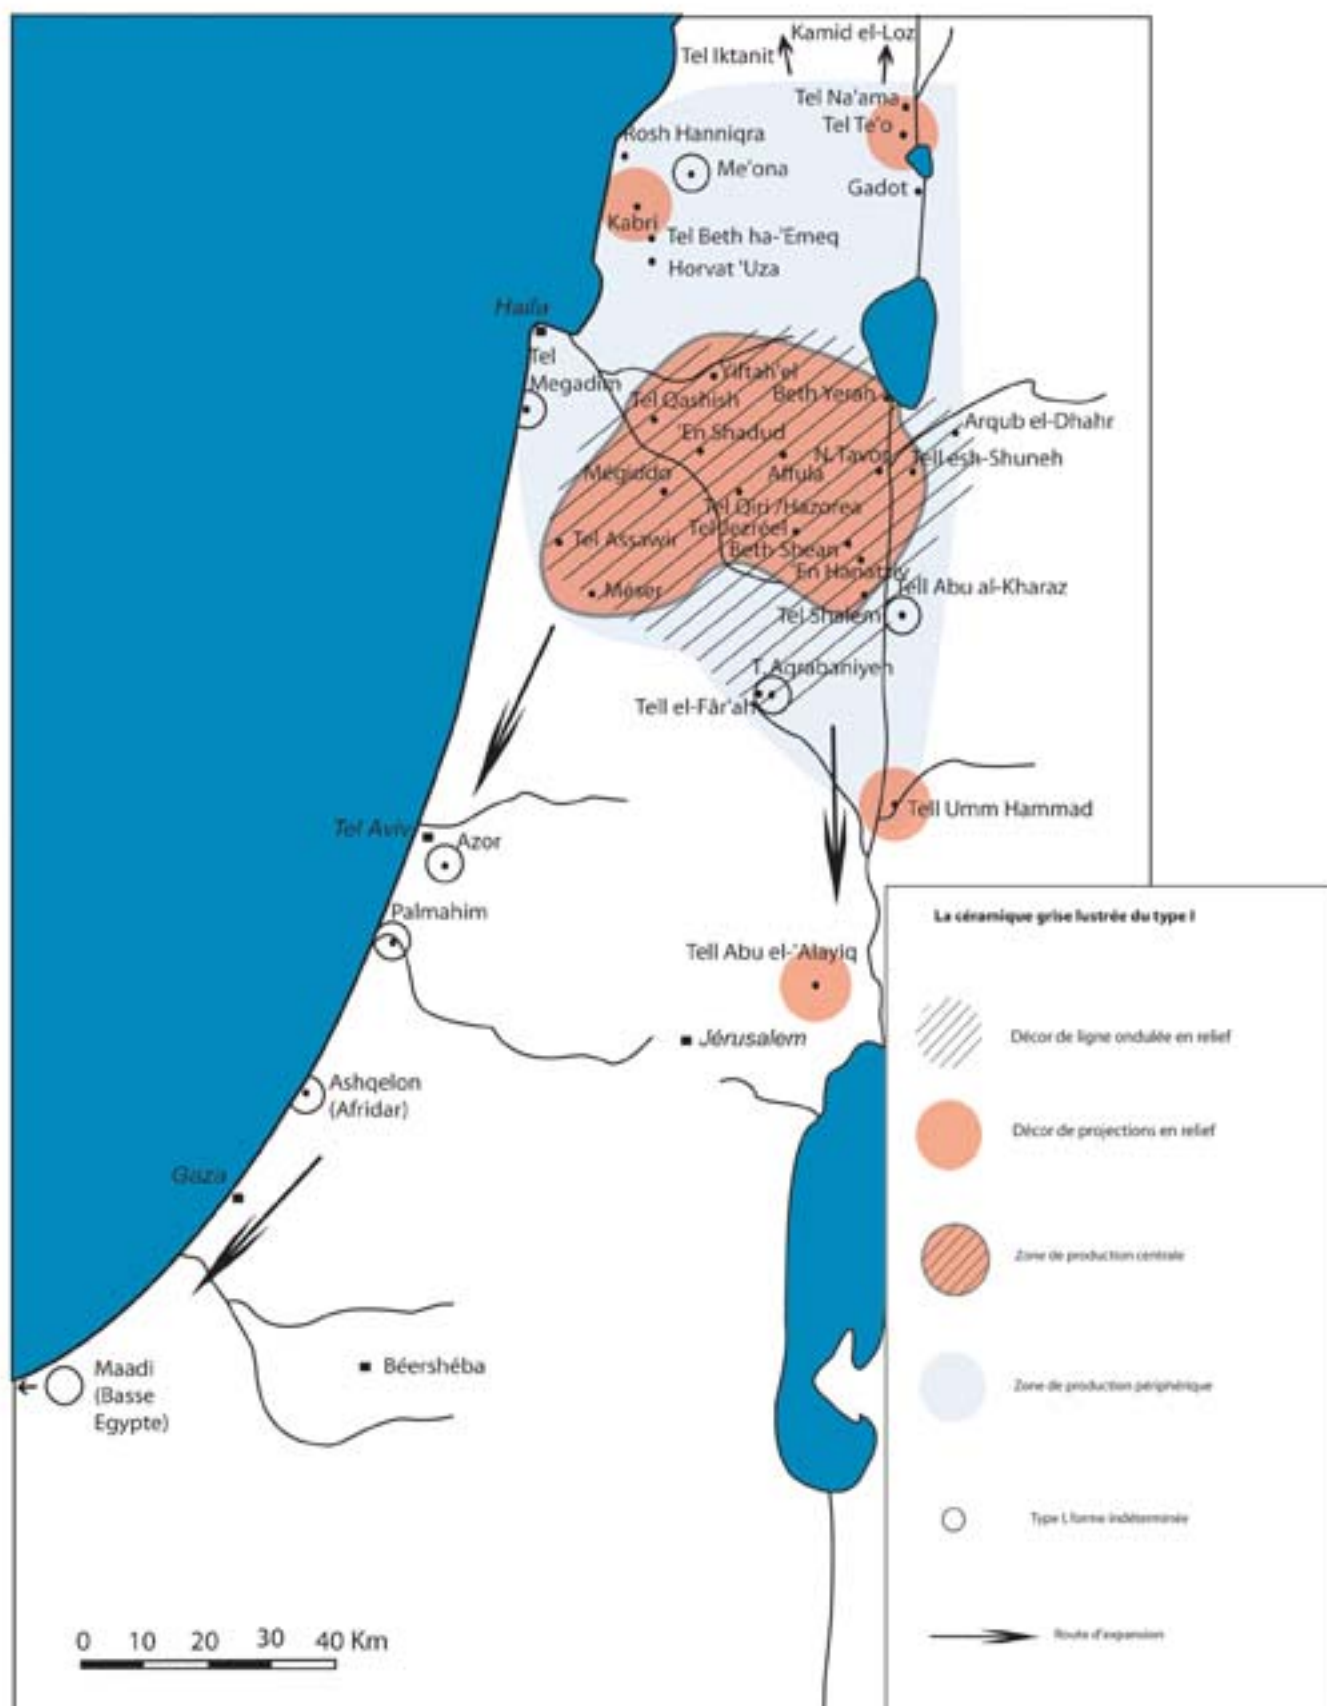 Kamid el-Loz
Tel Iktanit
Tel Na'ama
Tel Te'o
Rosh Hanniqra
Me'ona
Gadot
Kabri
Tel Beth ha-'Emeq
Horvat 'Uza
Haifa
Tel
Megadim
Yiftah'el
Beth Yerah
Tel Qashish
Arqub el-Dhahr
'En Shadud
N. Tavor
Tell esh-Shuneh
Megiddo
Affula
Tel Qiri /Hazorea
Tel Jezréel
Tel Assawir
Beth Shean
'En Hanatziv
Méser
Tell Abu al-Kharaz
Tel Shalem
T. Aqrabaniyeh
Tell el-Fâr'ah
Tell Umm Hammad
Tel Aviv
Azor
Palmahim
Tell Abu el-'Alayiq
Jérusalem
Ashqelon
(Afridar)
Gaza
Maadi
(Basse
Egypte)
Béershéba
0 10 20 30 40 Km
La céramique grise lustrée du type I
Décor de ligne ondulée en relief
Décor de projections en relief
Zone de production centrale
Zone de production périphérique
Type I, forme indéterminée
Route d'expansion